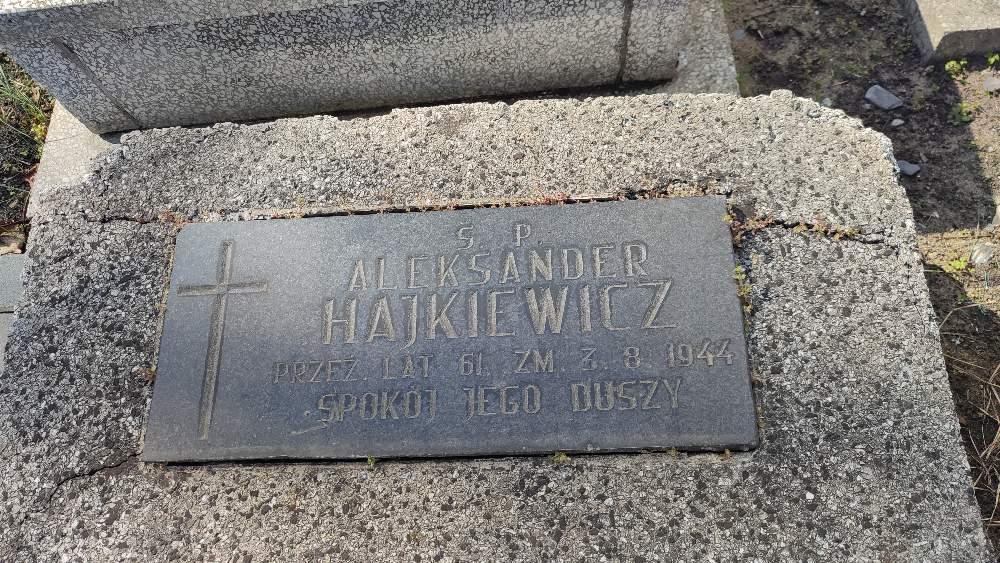 Ś. P.
ALEKSANDER
HAJKIEWICZ
PRZEŻ. LAT 61. ZM. 3. 8. 1944
SPOKÓJ JEGO DUSZY